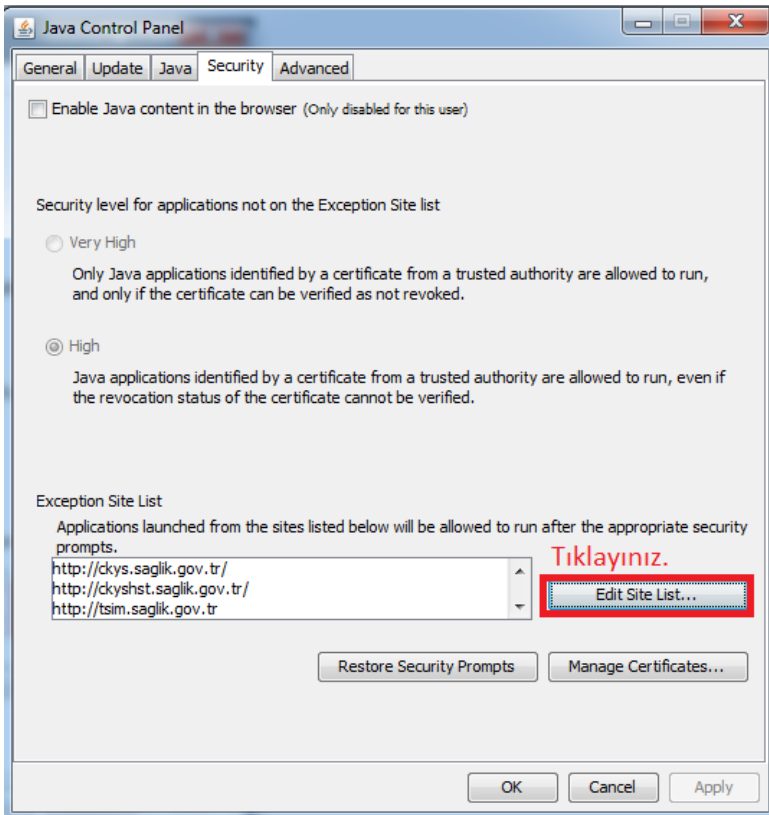 Java Control Panel
General Update Java Security Advanced
Enable Java content in the browser (Only disabled for this user)
Security level for applications not on the Exception Site list
Very High
Only Java applications identified by a certificate from a trusted authority are allowed to run,
and only if the certificate can be verified as not revoked.
High
Java applications identified by a certificate from a trusted authority are allowed to run, even if
the revocation status of the certificate cannot be verified.
Exception Site List
Applications launched from the sites listed below will be allowed to run after the appropriate security
prompts.
http://ckys.saglik.gov.tr/
http://ckyshst.saglik.gov.tr/
http://tsim.saglik.gov.tr
Tıklayınız.
Edit Site List...
Restore Security Prompts Manage Certificates...
OK Cancel Apply